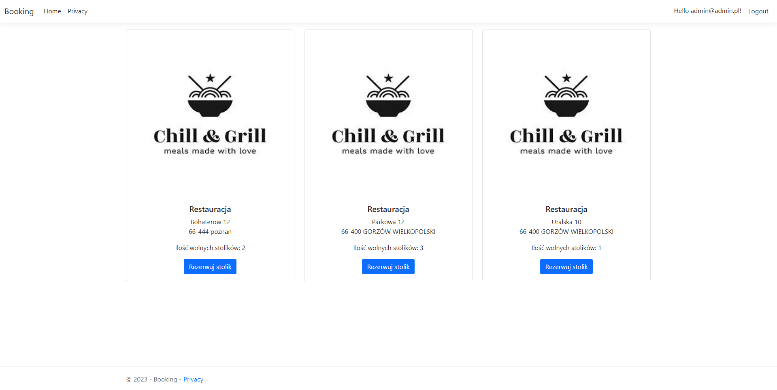 Booking Home Privacy Hello admin@admin.pl! Logout
Chill & Grill
meals made with love
Restauracja
Bohaterów 12
66-444 poznan
Ilość wolnych stolików: 2
Rezerwuj stolik
Chill & Grill
meals made with love
Restauracja
Parkowa 12
66-400 GORZÓW WIELKOPOLSKI
Ilość wolnych stolików: 3
Rezerwuj stolik
Chill & Grill
meals made with love
Restauracja
Uralska 10
66-400 GORZÓW WIELKOPOLSKI
Ilość wolnych stolików: 1
Rezerwuj stolik
© 2023 - Booking - Privacy